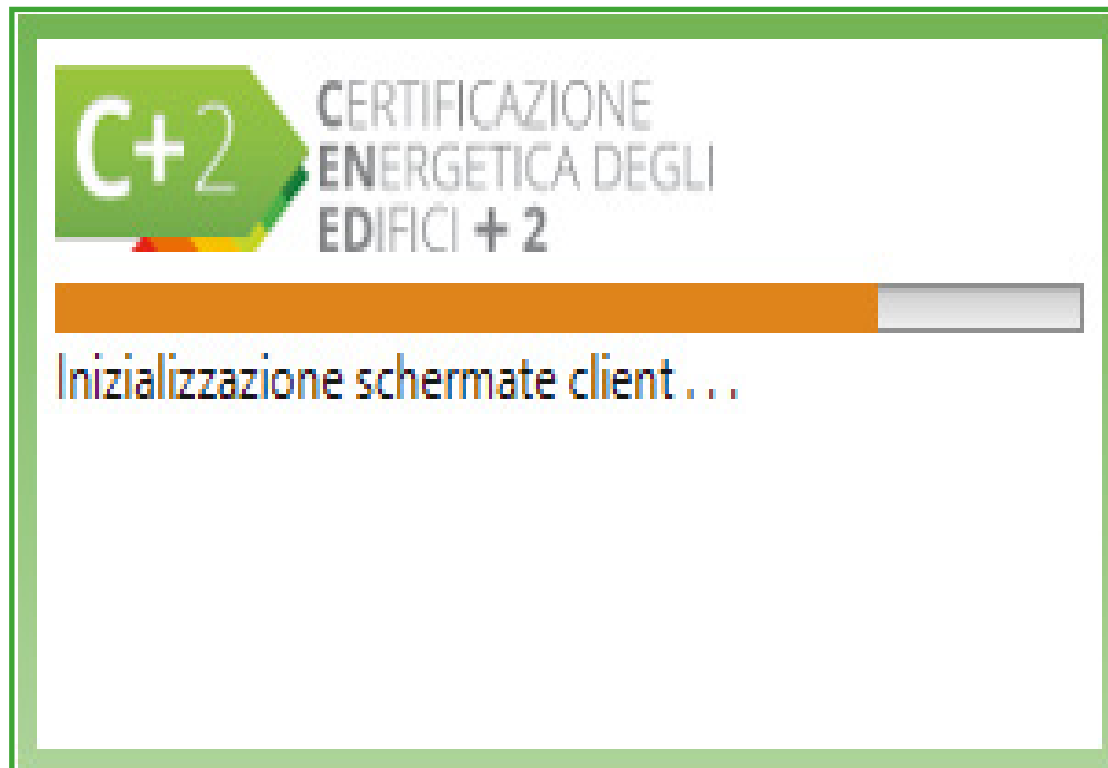 C+2
CERTIFICAZIONE
ENERGETICA DEGLI
EDIFICI + 2
Inizializzazione schermate client . . .